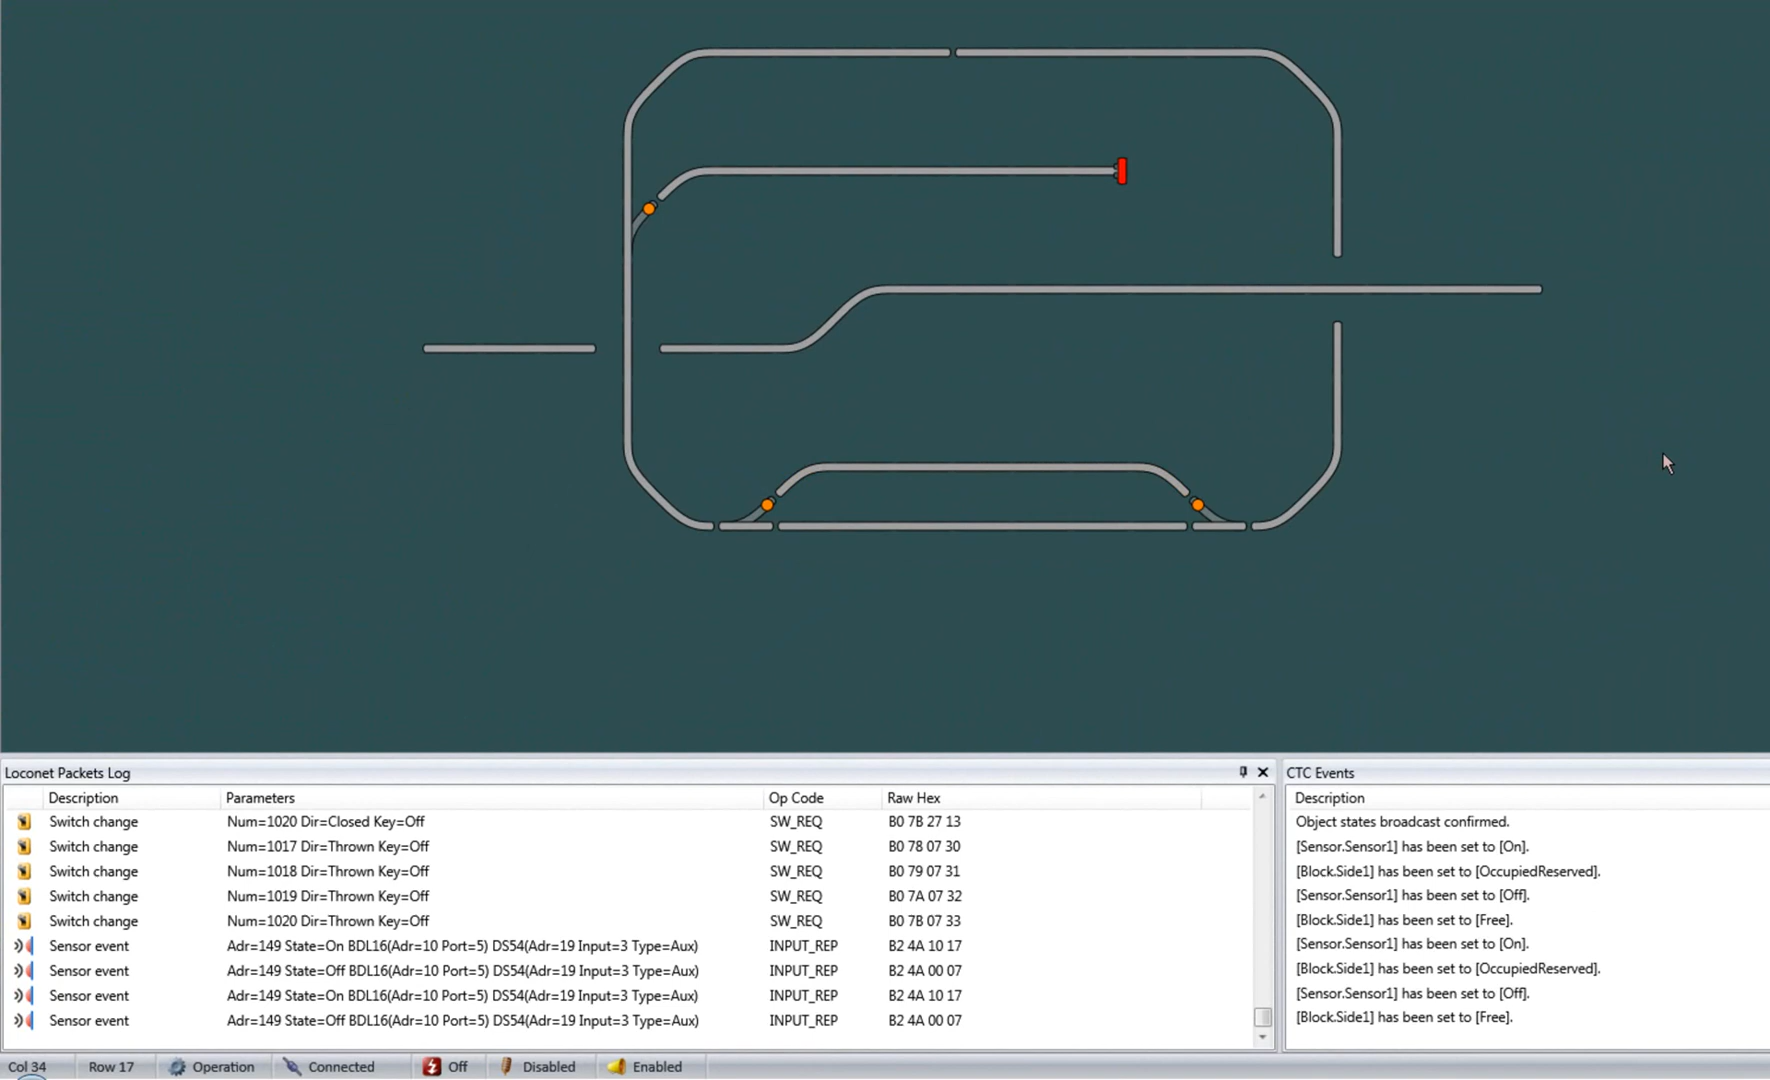 Loconet Packets Log
Description Parameters Op Code Raw Hex
Switch change Num=1020 Dir=Closed Key=Off SW_REQ B0 7B 27 13
Switch change Num=1017 Dir=Thrown Key=Off SW_REQ B0 78 07 30
Switch change Num=1018 Dir=Thrown Key=Off SW_REQ B0 79 07 31
Switch change Num=1019 Dir=Thrown Key=Off SW_REQ B0 7A 07 32
Switch change Num=1020 Dir=Thrown Key=Off SW_REQ B0 7B 07 33
Sensor event Adr=149 State=On BDL16(Adr=10 Port=5) DS54(Adr=19 Input=3 Type=Aux) INPUT_REP B2 4A 10 17
Sensor event Adr=149 State=Off BDL16(Adr=10 Port=5) DS54(Adr=19 Input=3 Type=Aux) INPUT_REP B2 4A 00 07
Sensor event Adr=149 State=On BDL16(Adr=10 Port=5) DS54(Adr=19 Input=3 Type=Aux) INPUT_REP B2 4A 10 17
Sensor event Adr=149 State=Off BDL16(Adr=10 Port=5) DS54(Adr=19 Input=3 Type=Aux) INPUT_REP B2 4A 00 07
CTC Events
Description
Object states broadcast confirmed.
[Sensor.Sensor1] has been set to [On].
[Block.Side1] has been set to [OccupiedReserved].
[Sensor.Sensor1] has been set to [Off].
[Block.Side1] has been set to [Free].
[Sensor.Sensor1] has been set to [On].
[Block.Side1] has been set to [OccupiedReserved].
[Sensor.Sensor1] has been set to [Off].
[Block.Side1] has been set to [Free].
Col 34 Row 17 Operation Connected Off Disabled Enabled